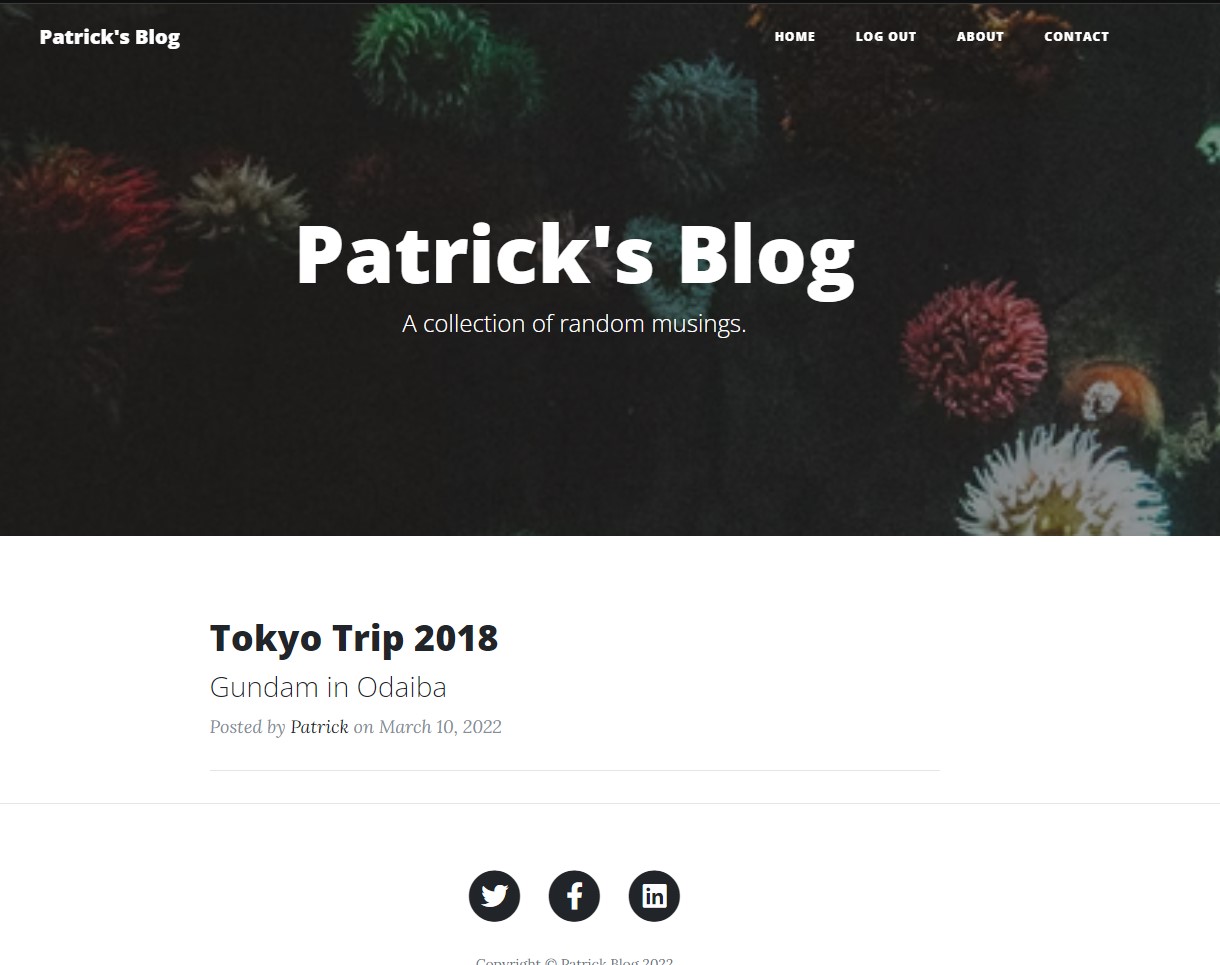 Patrick's Blog
HOME LOG OUT ABOUT CONTACT
Patrick's Blog
A collection of random musings.
Tokyo Trip 2018
Gundam in Odaiba
Posted by Patrick on March 10, 2022
in
Copyright © Patrick Blog 2022